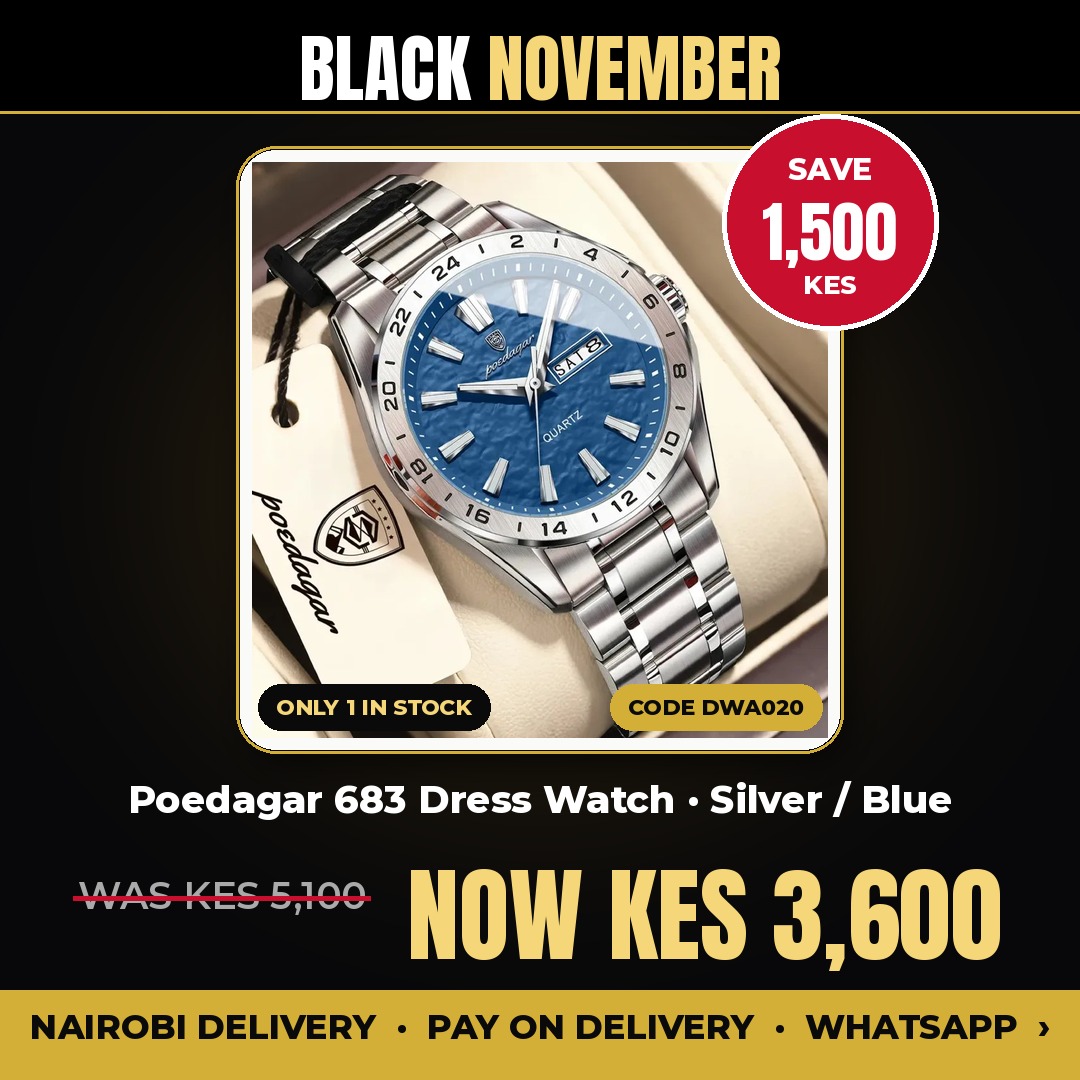 BLACK NOVEMBER
SAVE
1,500
KES
24 2 4 6 8 10 12 14 16 18 20 22
poedagar
SAT 8
QUARTZ
poedagar
ONLY 1 IN STOCK
CODE DWA020
Poedagar 683 Dress Watch • Silver / Blue
WAS KES 5,100
NOW KES 3,600
NAIROBI DELIVERY • PAY ON DELIVERY • WHATSAPP ›